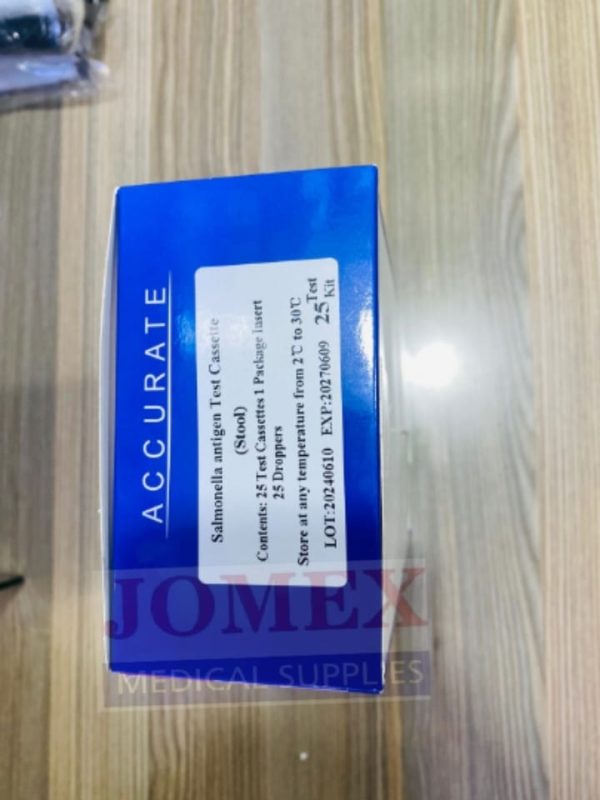 ACCURATE
Salmonella antigen Test Cassette
(Stool)
Contents: 25 Test Cassettes 1 Package Insert
25 Droppers
Store at any temperature from 2℃ to 30℃
LOT:20240610 EXP:20270609 25 Test
Kit
JOMEX
MEDICAL SUPPLIES